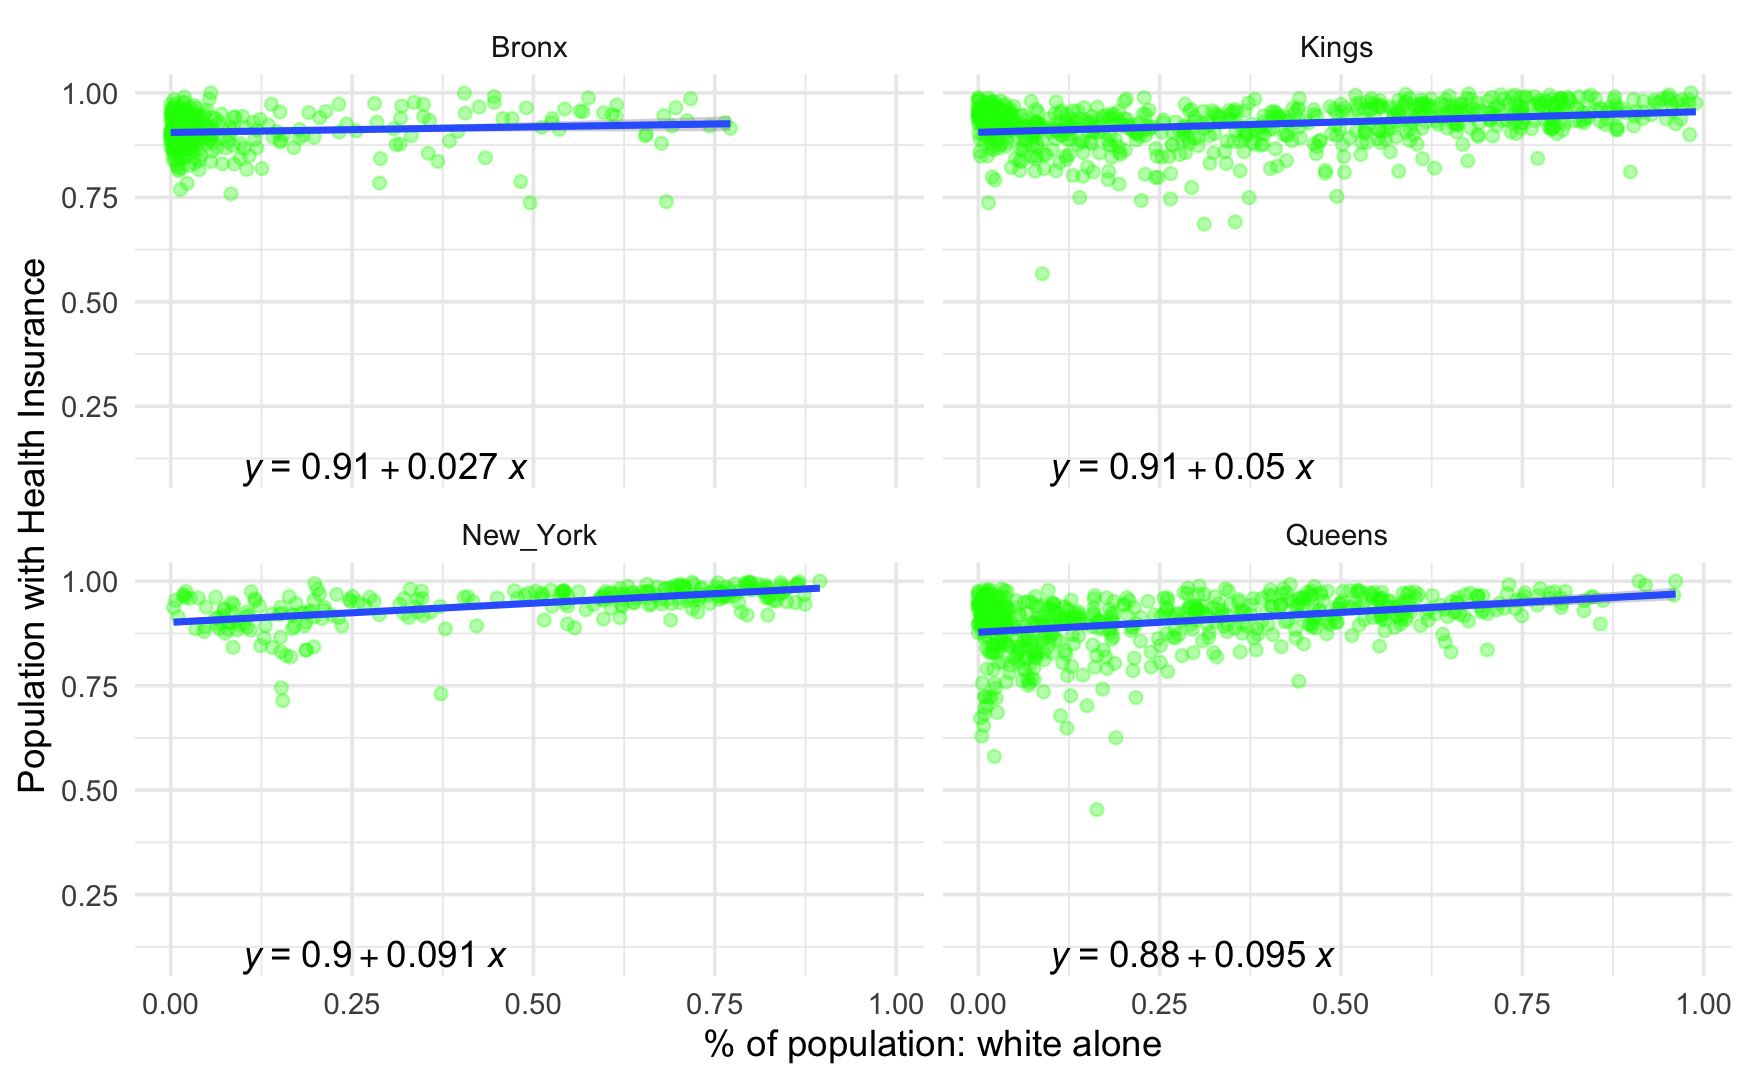 Bronx
Kings
1.00
0.75
0.50
0.25
y = 0.91 + 0.027 x
y = 0.91 + 0.05 x
New_York
Queens
1.00
0.75
0.50
0.25
y = 0.9 + 0.091 x
y = 0.88 + 0.095 x
0.00 0.25 0.50 0.75 1.00
0.00 0.25 0.50 0.75 1.00
% of population: white alone
Population with Health Insurance